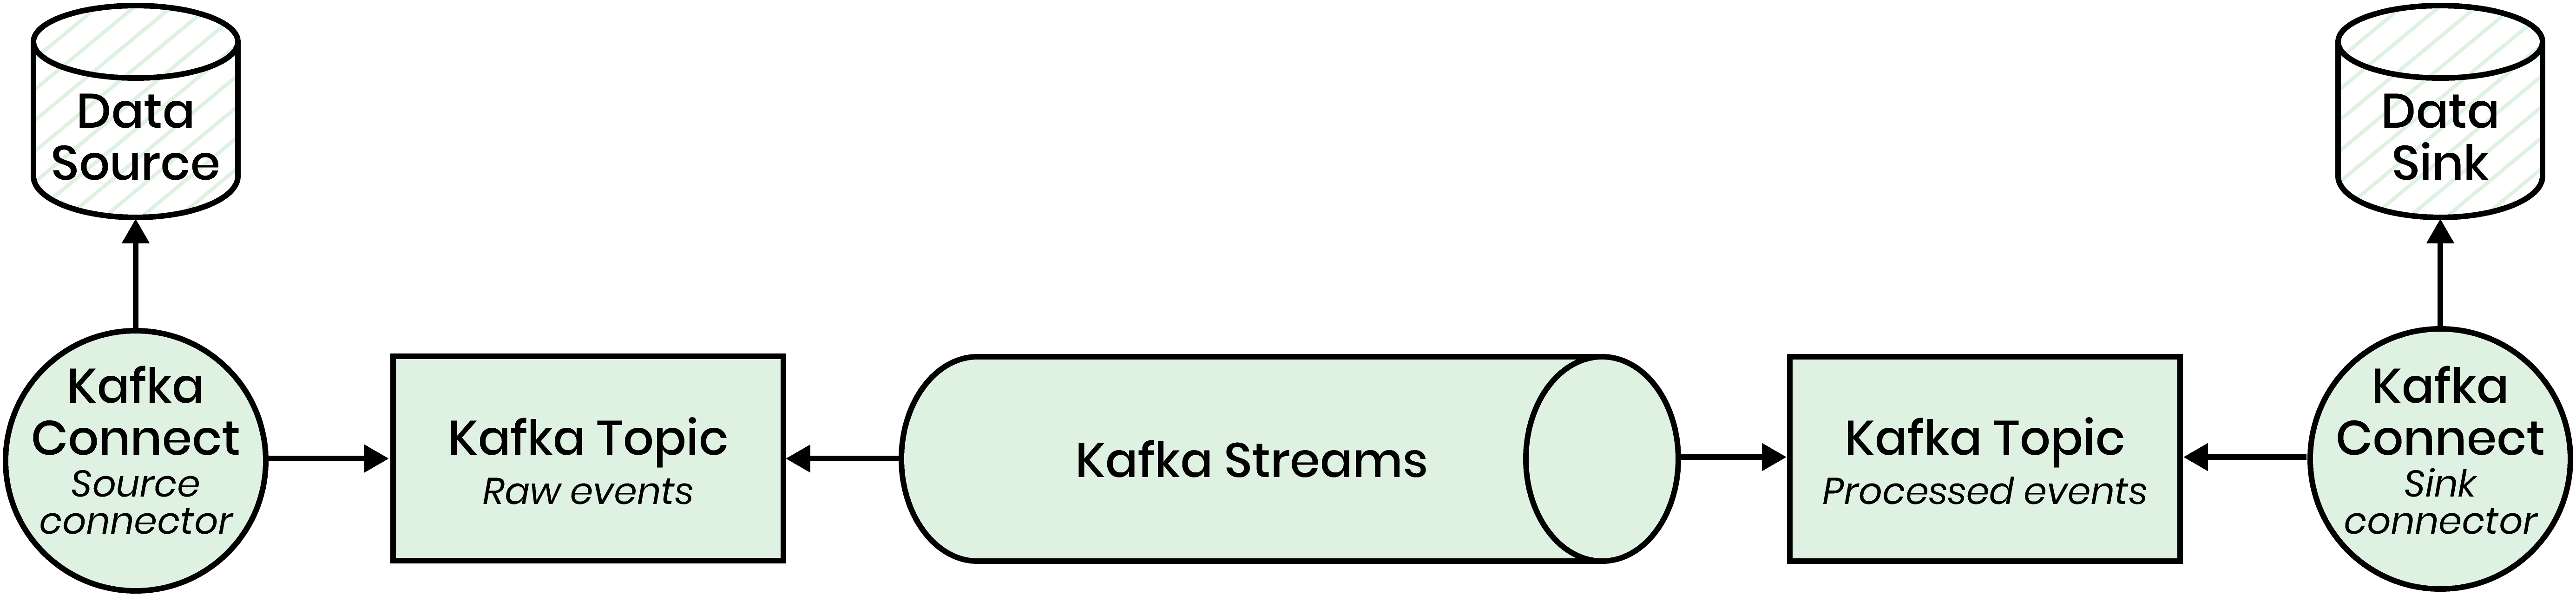 Data
Source
Data
Sink
Kafka
Connect
Source
connector
Kafka Topic
Raw events
Kafka Streams
Kafka Topic
Processed events
Kafka
Connect
Sink
connector